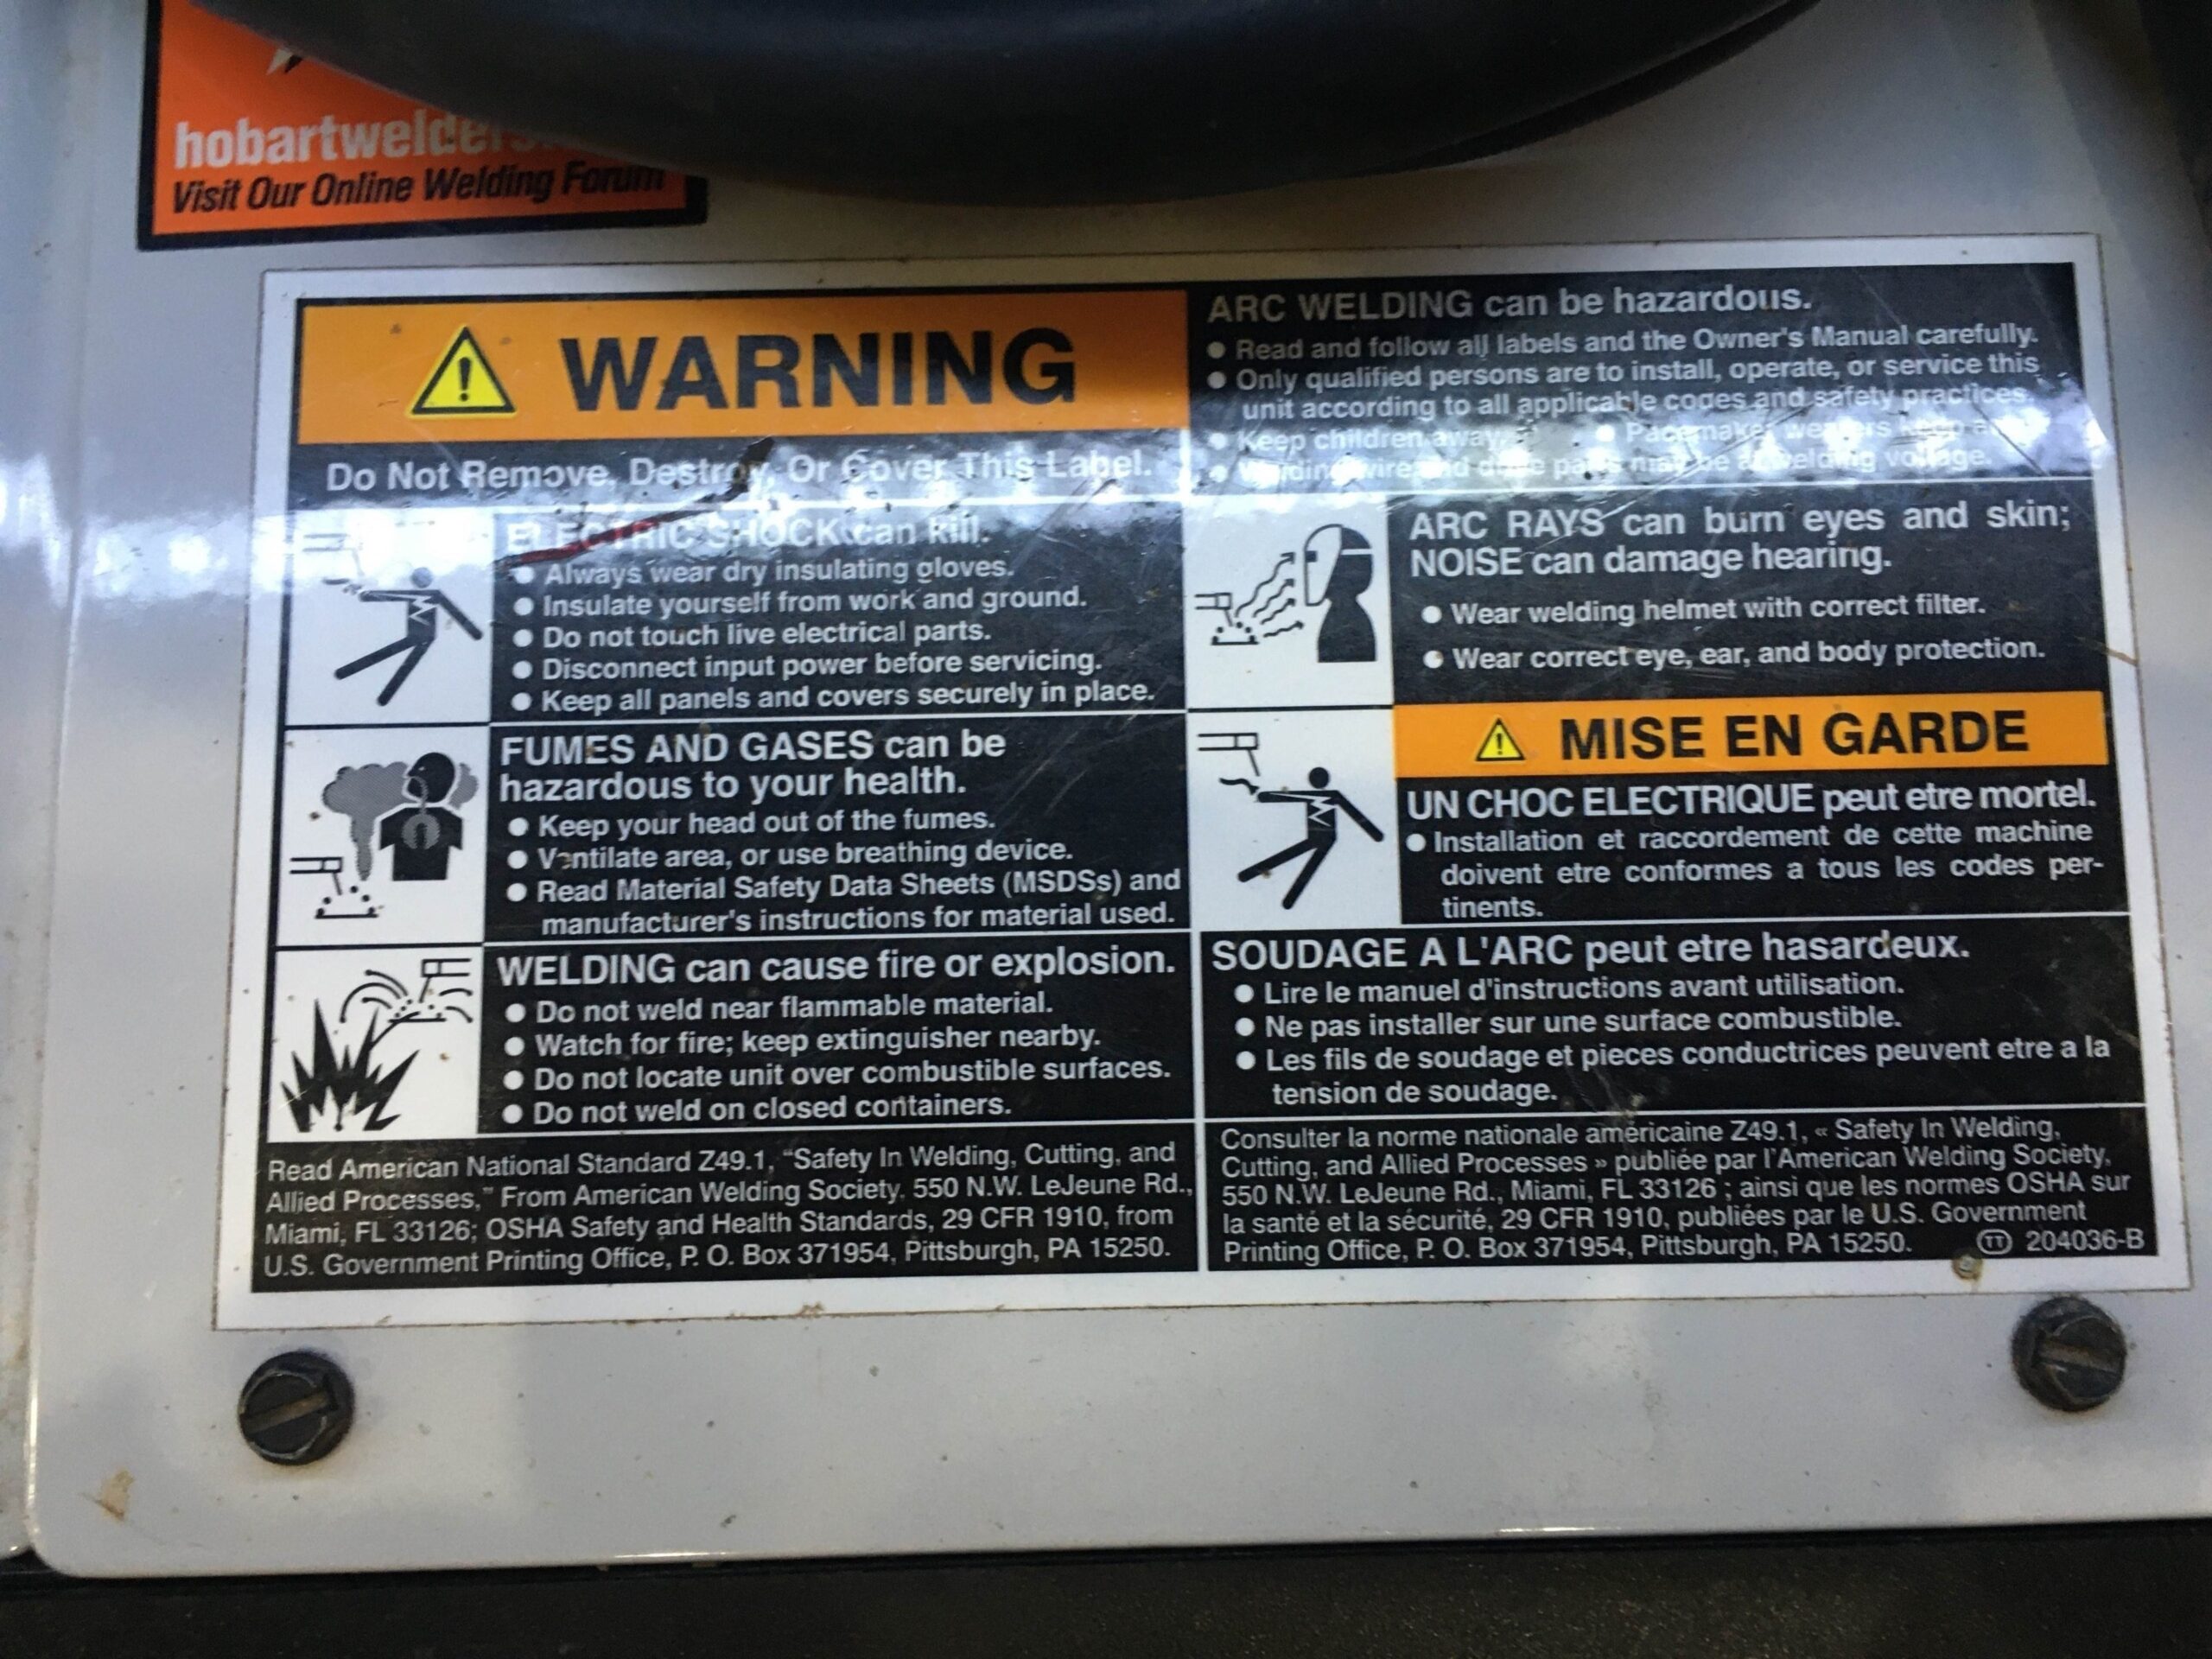 hobartwelders
Visit Our Online Welding Forum
WARNING
Do Not Remove, Destroy, Or Cover This Label.
ELECTRIC SHOCK can kill.
● Always wear dry insulating gloves.
● Insulate yourself from work and ground.
● Do not touch live electrical parts.
● Disconnect input power before servicing.
● Keep all panels and covers securely in place.
FUMES AND GASES can be
hazardous to your health.
● Keep your head out of the fumes.
● Ventilate area, or use breathing device.
● Read Material Safety Data Sheets (MSDSs) and
manufacturer's instructions for material used.
WELDING can cause fire or explosion.
● Do not weld near flammable material.
● Watch for fire; keep extinguisher nearby.
● Do not locate unit over combustible surfaces.
● Do not weld on closed containers.
Read American National Standard Z49.1, "Safety In Welding, Cutting, and
Allied Processes," From American Welding Society, 550 N.W. LeJeune Rd.,
Miami, FL 33126; OSHA Safety and Health Standards, 29 CFR 1910, from
U.S. Government Printing Office, P. O. Box 371954, Pittsburgh, PA 15250.
ARC WELDING can be hazardous.
● Read and follow all labels and the Owner's Manual carefully.
● Only qualified persons are to install, operate, or service this
unit according to all applicable codes and safety practices.
● Keep children away. ● Pacemaker wearers keep
● Welding wire and drive parts may be at welding voltage.
ARC RAYS can burn eyes and skin;
NOISE can damage hearing.
● Wear welding helmet with correct filter.
● Wear correct eye, ear, and body protection.
MISE EN GARDE
UN CHOC ELECTRIQUE peut etre mortel.
● Installation et raccordement de cette machine
doivent etre conformes a tous les codes per-
tinents.
SOUDAGE A L'ARC peut etre hasardeux.
● Lire le manuel d'instructions avant utilisation.
● Ne pas installer sur une surface combustible.
● Les fils de soudage et pieces conductrices peuvent etre a la
tension de soudage.
Consulter la norme nationale américaine Z49.1, « Safety In Welding,
Cutting, and Allied Processes » publiée par l'American Welding Society,
550 N.W. LeJeune Rd., Miami, FL 33126 ; ainsi que les normes OSHA sur
la santé et la sécurité, 29 CFR 1910, publiées par le U.S. Government
Printing Office, P. O. Box 371954, Pittsburgh, PA 15250. TT 204036-B